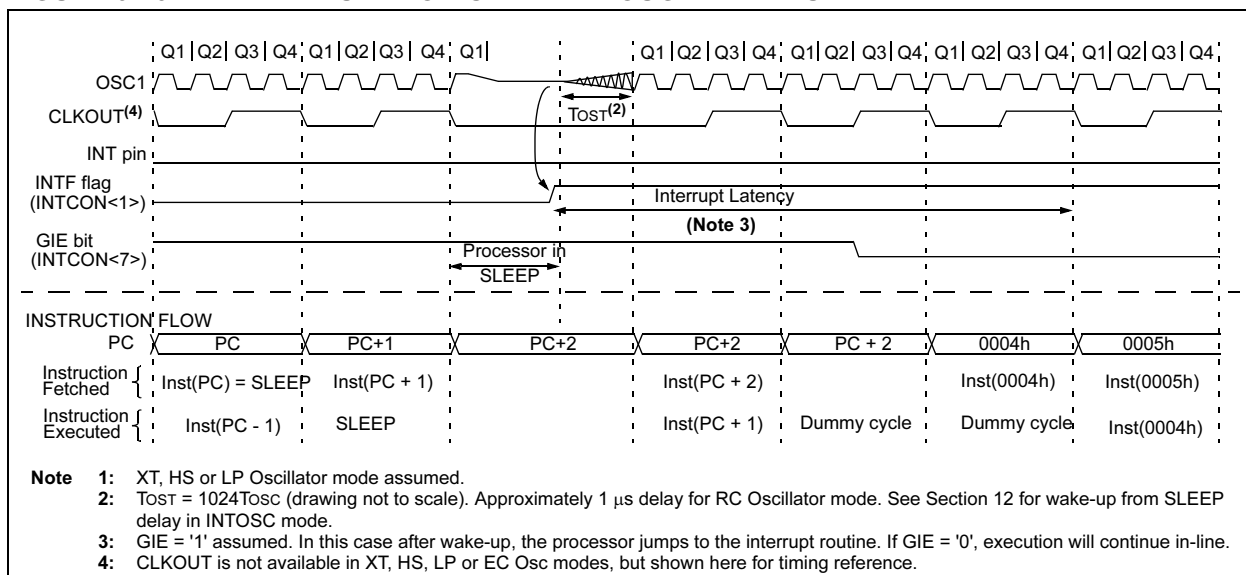 Q1 Q2 Q3 Q4 Q1 Q2 Q3 Q4 Q1 Q1 Q2 Q3 Q4 Q1 Q2 Q3 Q4 Q1 Q2 Q3 Q4 Q1 Q2 Q3 Q4
OSC1
TOST(2)
CLKOUT(4)
INT pin
INTF flag
(INTCON<1>)
Interrupt Latency
(Note 3)
GIE bit
(INTCON<7>)
Processor in
SLEEP
INSTRUCTION FLOW
PC PC PC+1 PC+2 PC+2 PC + 2 0004h 0005h
Instruction
Fetched
Inst(PC) = SLEEP Inst(PC + 1) Inst(PC + 2) Inst(0004h) Inst(0005h)
Instruction
Executed
Inst(PC - 1) SLEEP Inst(PC + 1) Dummy cycle Dummy cycle Inst(0004h)
Note 1: XT, HS or LP Oscillator mode assumed.
2: TOST = 1024TOSC (drawing not to scale). Approximately 1 μs delay for RC Oscillator mode. See Section 12 for wake-up from SLEEP
delay in INTOSC mode.
3: GIE = '1' assumed. In this case after wake-up, the processor jumps to the interrupt routine. If GIE = '0', execution will continue in-line.
4: CLKOUT is not available in XT, HS, LP or EC Osc modes, but shown here for timing reference.